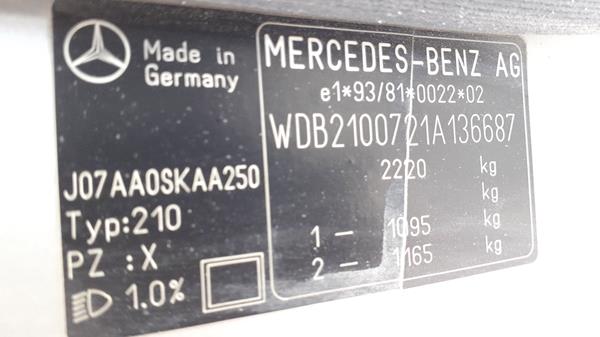 Made in
Germany
J07AA0SKAA250
Typ:210
PZ :X
1.0%
MERCEDES-BENZ AG
e1*93/81*0022*02
WDB2100721A136687
2220 kg
kg
1 - 1095 kg
2 - 1165 kg